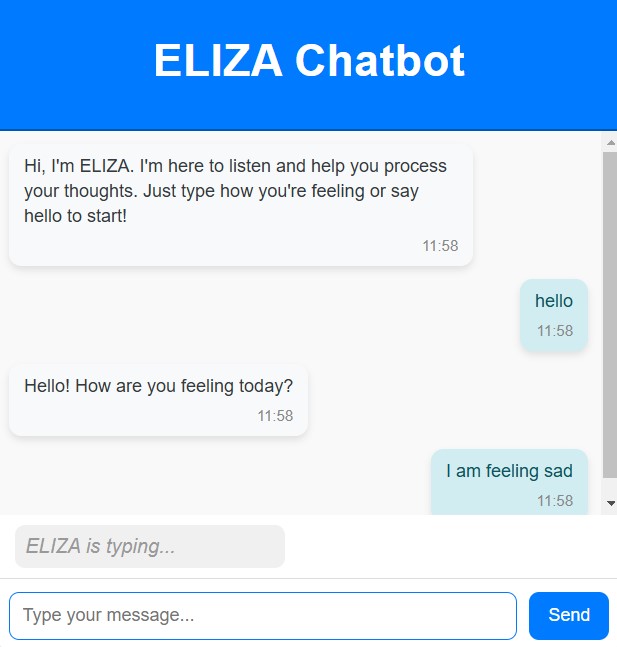 ELIZA Chatbot
Hi, I'm ELIZA. I'm here to listen and help you process
your thoughts. Just type how you're feeling or say
hello to start!
11:58
hello
11:58
Hello! How are you feeling today?
11:58
I am feeling sad
11:58
ELIZA is typing...
Type your message...
Send